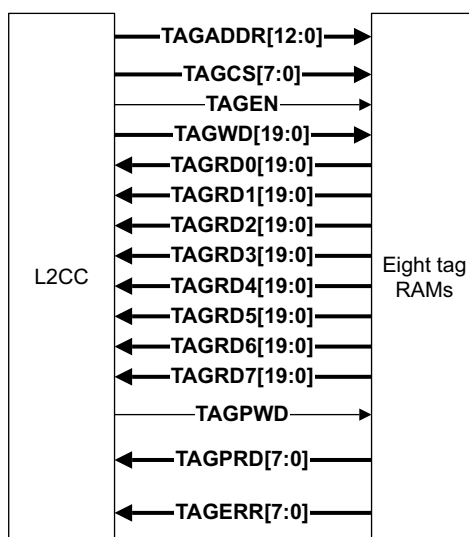 TAGADDR[12:0]
TAGCS[7:0]
TAGEN
TAGWD[19:0]
TAGRD0[19:0]
TAGRD1[19:0]
TAGRD2[19:0]
TAGRD3[19:0]
L2CC
TAGRD4[19:0]
Eight tag
RAMs
TAGRD5[19:0]
TAGRD6[19:0]
TAGRD7[19:0]
TAGPWD
TAGPRD[7:0]
TAGERR[7:0]